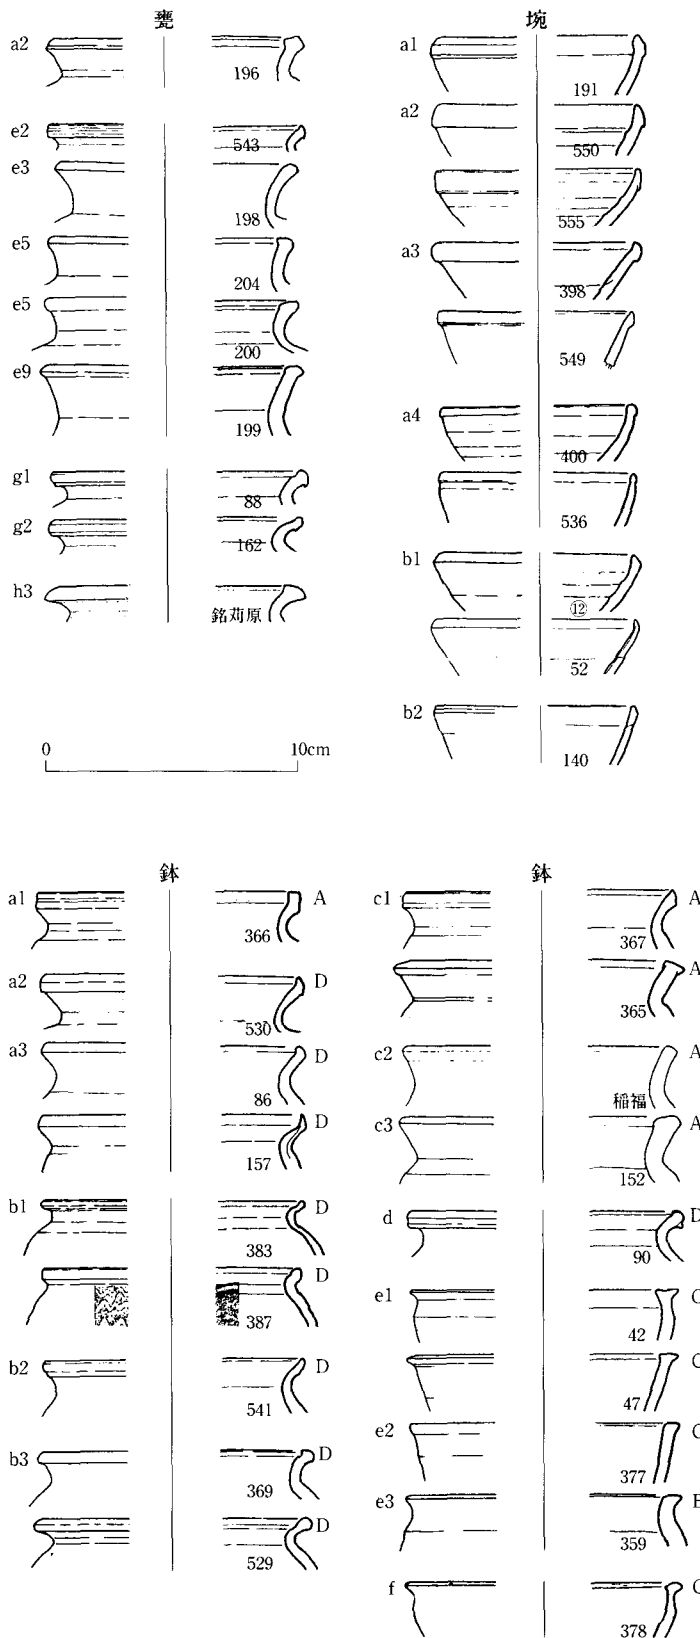 甕
a2
196
e2
543
e3
198
e5
204
e5
200
e9
199
g1
88
g2
162
h3
銘苅原
0 10cm
埦
a1
191
a2
550
555
a3
398
549
a4
400
536
b1
⑫
52
b2
140
鉢
a1 366 A
a2 530 D
a3 86 D
157 D
b1 383 D
387 D
b2 541 D
b3 369 D
529 D
鉢
c1 367 A
365 A
c2 稲福 A
c3 152 A
d 90 D
e1 42 C
47 C
e2 377 C
e3 359
f 378 C